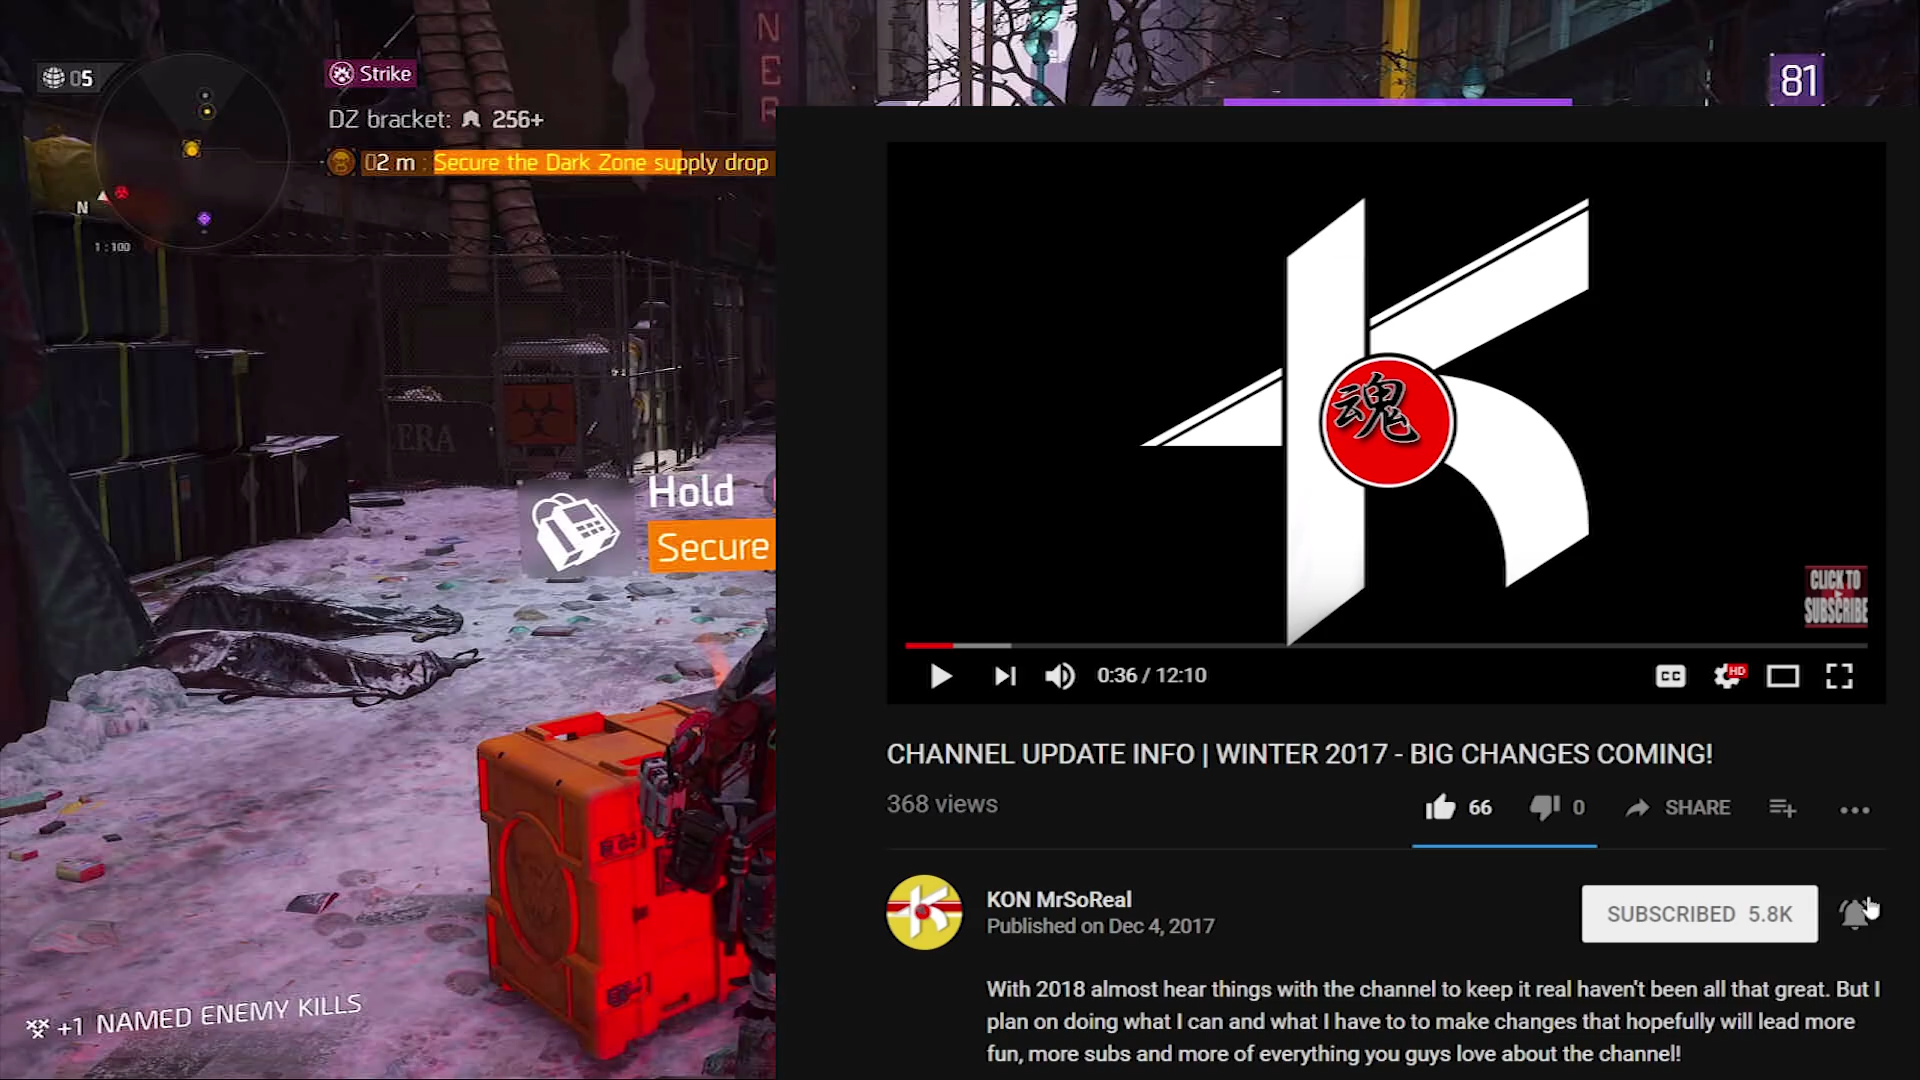 05
Strike
NER
81
DZ bracket: 256+
02 m : Secure the Dark Zone supply drop
N
1 : 100
ERA
Hold
Secure
+1 NAMED ENEMY KILLS
魂
CLICK TO
SUBSCRIBE
0:36 / 12:10
CC
HD
CHANNEL UPDATE INFO | WINTER 2017 - BIG CHANGES COMING!
368 views
66
0
SHARE
KON MrSoReal
Published on Dec 4, 2017
SUBSCRIBED 5.8K
With 2018 almost hear things with the channel to keep it real haven't been all that great. But I
plan on doing what I can and what I have to to make changes that hopefully will lead more
fun, more subs and more of everything you guys love about the channel!